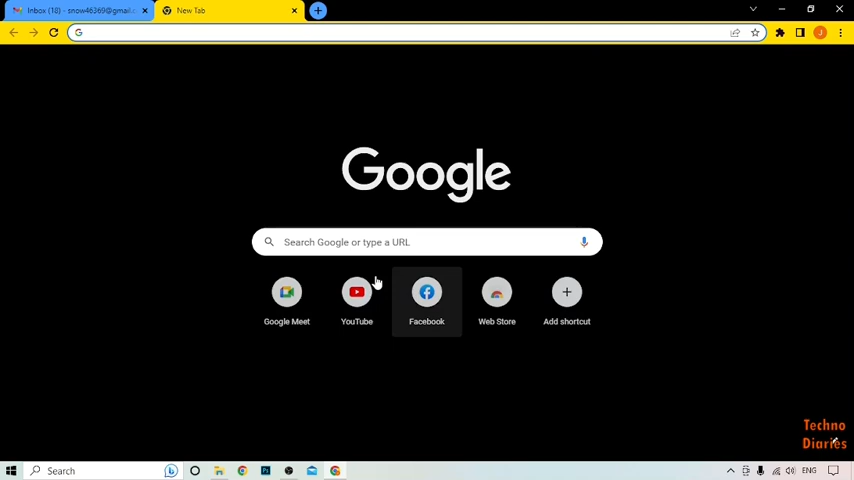 Inbox (18) - snow46369@gmail.c
New Tab
G
J
Google
Search Google or type a URL
Google Meet
YouTube
Facebook
Web Store
Add shortcut
Techno
Diaries
Search
ENG